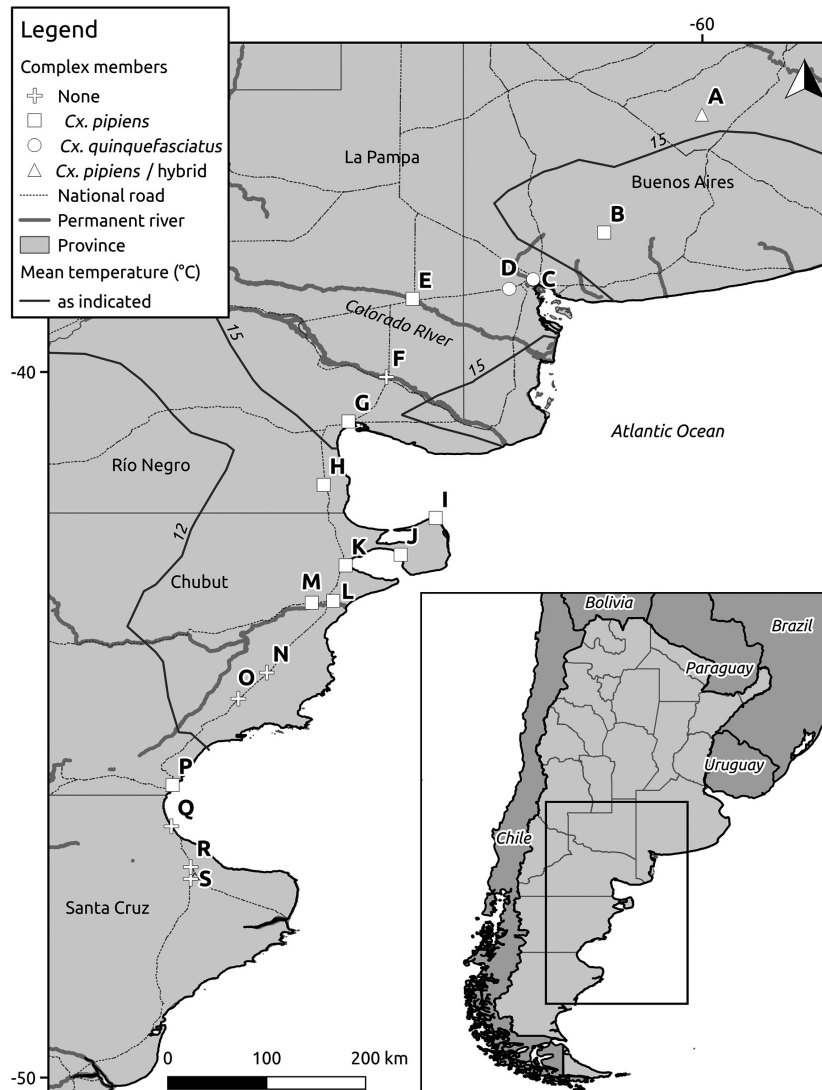 -60
Legend
Complex members
None
Cx. pipiens
Cx. quinquefasciatus
Cx. pipiens / hybrid
National road
Permanent river
Province
Mean temperature (°C)
as indicated
A
15
La Pampa
Buenos Aires
B
D
C
E
Colorado RIver
15
-40
F
15
G
Atlantic Ocean
Río Negro
H
I
12
J
K
Chubut
M
L
N
O
P
Q
R
S
Santa Cruz
-50
0 100 200 km
Bolivia
Brazil
Paraguay
Uruguay
Chile